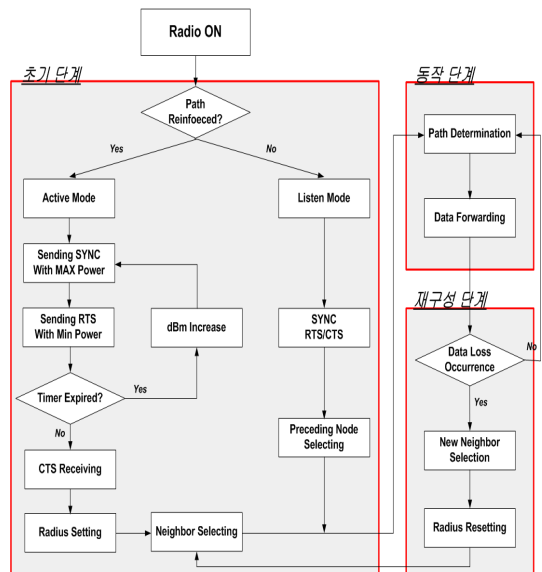 Radio ON
초기 단계
Path
Reinfoeced?
Yes
No
Active Mode
Listen Mode
Sending SYNC
With MAX Power
Sending RTS
With Min Power
dBm Increase
SYNC
RTS/CTS
Timer Expired?
Yes
No
Preceding Node
Selecting
CTS Receiving
Radius Setting
Neighbor Selecting
동작 단계
Path Determination
Data Forwarding
재구성 단계
Data Loss
Occurrence
No
Yes
New Neighbor
Selection
Radius Resetting